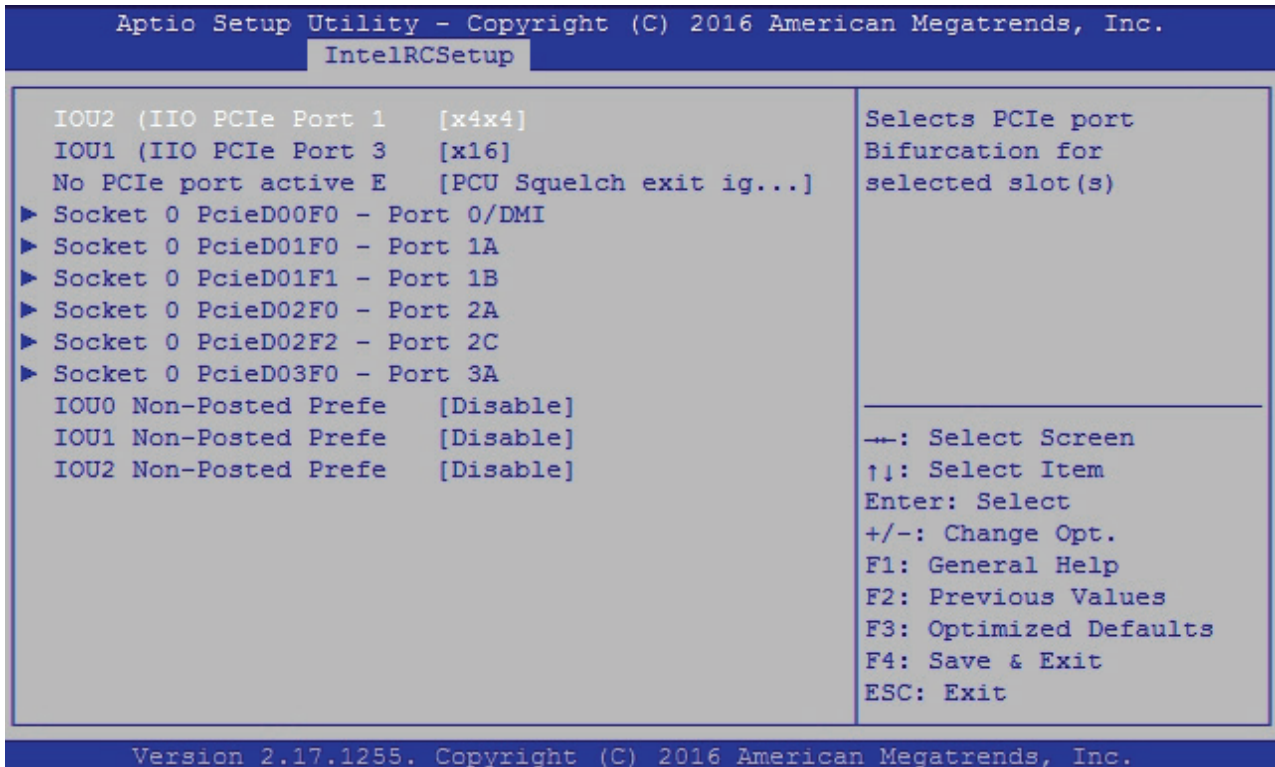 Aptio Setup Utility - Copyright (C) 2016 American Megatrends, Inc.
IntelRCSetup
IOU2 (IIO PCIe Port 1 [x4x4]
IOU1 (IIO PCIe Port 3 [x16]
No PCIe port active E [PCU Squelch exit ig...]
► Socket 0 PcieD00F0 - Port 0/DMI
► Socket 0 PcieD01F0 - Port 1A
► Socket 0 PcieD01F1 - Port 1B
► Socket 0 PcieD02F0 - Port 2A
► Socket 0 PcieD02F2 - Port 2C
► Socket 0 PcieD03F0 - Port 3A
IOU0 Non-Posted Prefe [Disable]
IOU1 Non-Posted Prefe [Disable]
IOU2 Non-Posted Prefe [Disable]
Selects PCIe port
Bifurcation for
selected slot(s)
→←: Select Screen
↑↓: Select Item
Enter: Select
+/-: Change Opt.
F1: General Help
F2: Previous Values
F3: Optimized Defaults
F4: Save & Exit
ESC: Exit
Version 2.17.1255. Copyright (C) 2016 American Megatrends, Inc.